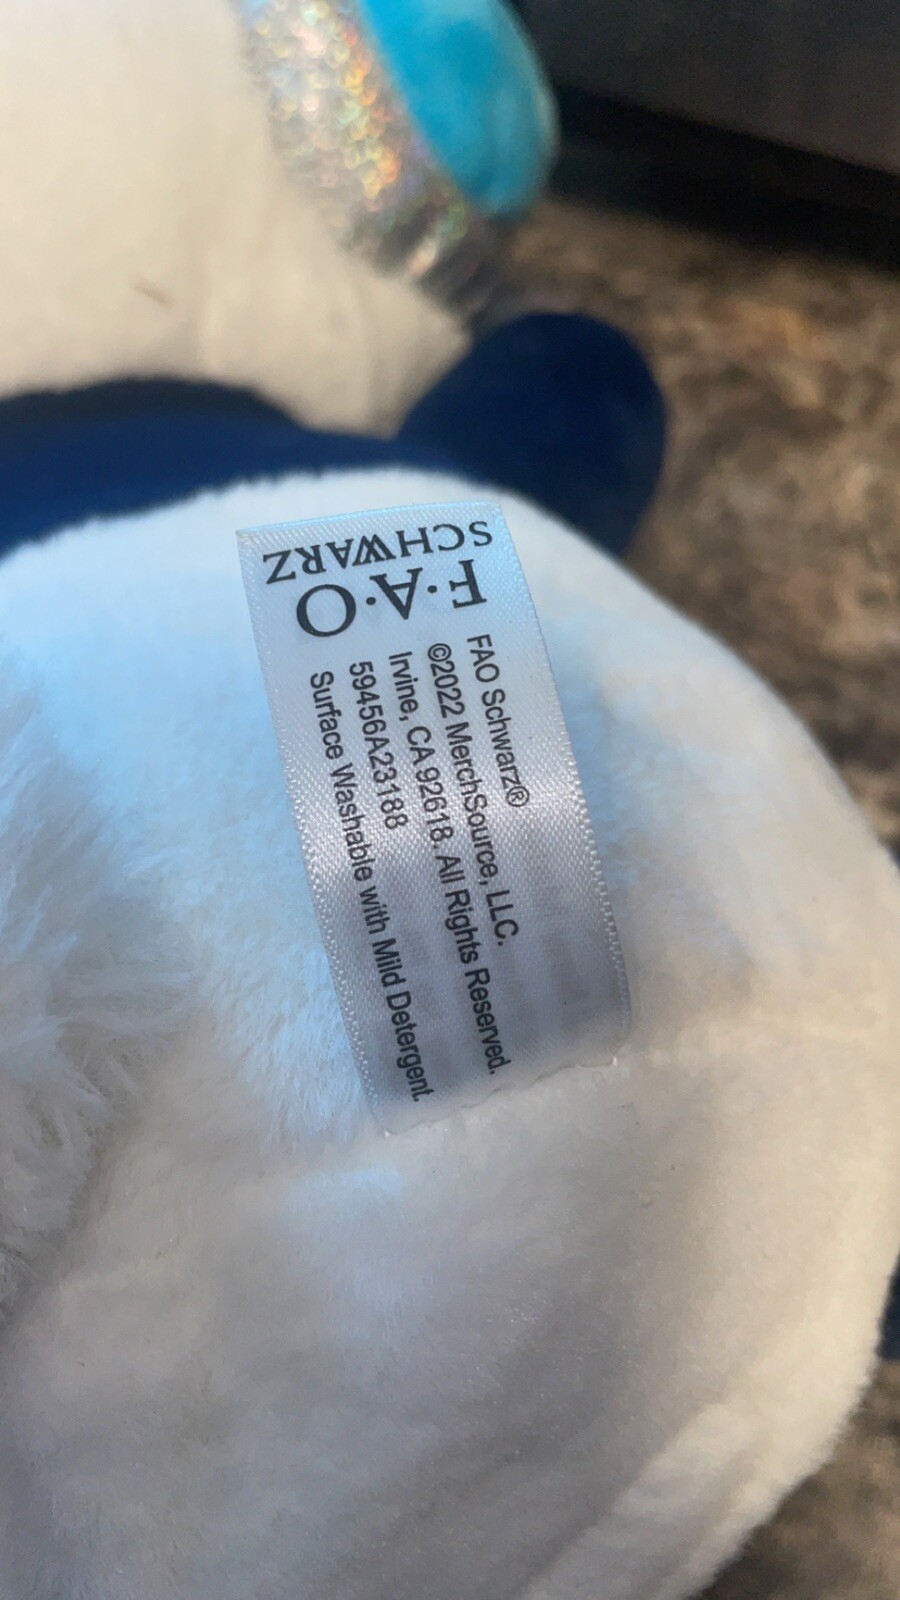 F·A·O
SCHWARZ
FAO Schwarz®
©2022 MerchSource, LLC.
Irvine, CA 92618. All Rights Reserved.
59456A23188
Surface Washable with Mild Detergent.